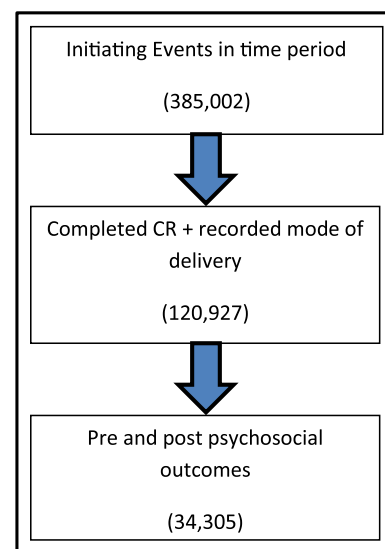 Initiating Events in time period
(385,002)
Completed CR + recorded mode of
delivery
(120,927)
Pre and post psychosocial
outcomes
(34,305)